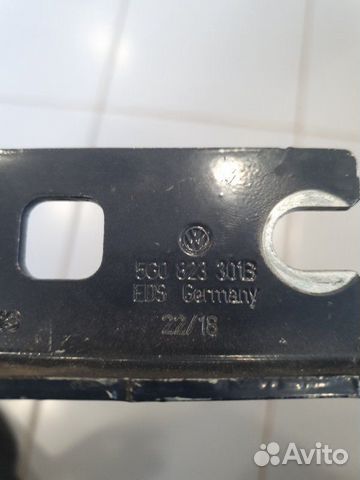 5G0 823 301B
EDS Germany
22/18
Avito